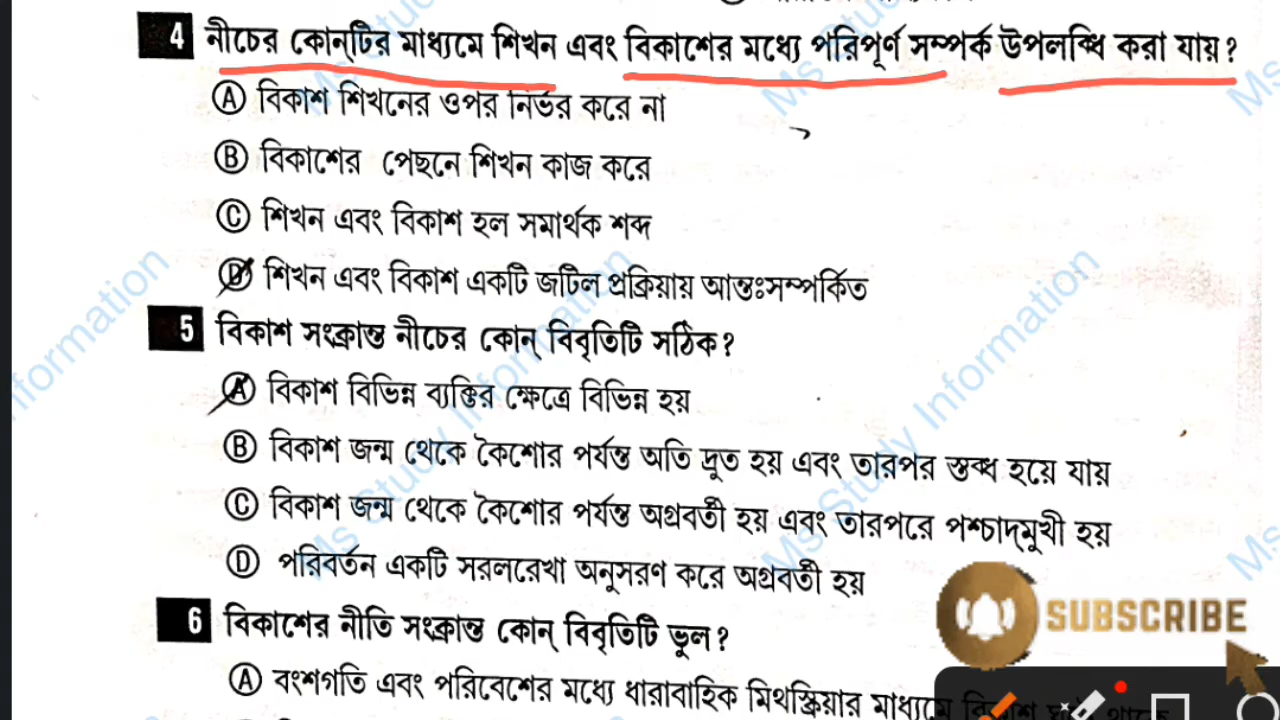 4 নীচের কোন্‌টির মাধ্যমে শিখন এবং বিকাশের মধ্যে পরিপূর্ণ সম্পর্ক উপলব্ধি করা যায়?
A বিকাশ শিখনের ওপর নির্ভর করে না
B বিকাশের পেছনে শিখন কাজ করে
C শিখন এবং বিকাশ হল সমার্থক শব্দ
D শিখন এবং বিকাশ একটি জটিল প্রক্রিয়ায় আন্তঃসম্পর্কিত
5 বিকাশ সংক্রান্ত নীচের কোন্ বিবৃতিটি সঠিক?
A বিকাশ বিভিন্ন ব্যক্তির ক্ষেত্রে বিভিন্ন হয়
B বিকাশ জন্ম থেকে কৈশোর পর্যন্ত অতি দ্রুত হয় এবং তারপর স্তব্ধ হয়ে যায়
C বিকাশ জন্ম থেকে কৈশোর পর্যন্ত অগ্রবর্তী হয় এবং তারপরে পশ্চাদ্‌মুখী হয়
D পরিবর্তন একটি সরলরেখা অনুসরণ করে অগ্রবর্তী হয়
6 বিকাশের নীতি সংক্রান্ত কোন্ বিবৃতিটি ভুল?
A বংশগতি এবং পরিবেশের মধ্যে ধারাবাহিক মিথস্ক্রিয়ার মাধ্যমে
SUBSCRIBE
Ms Study Information